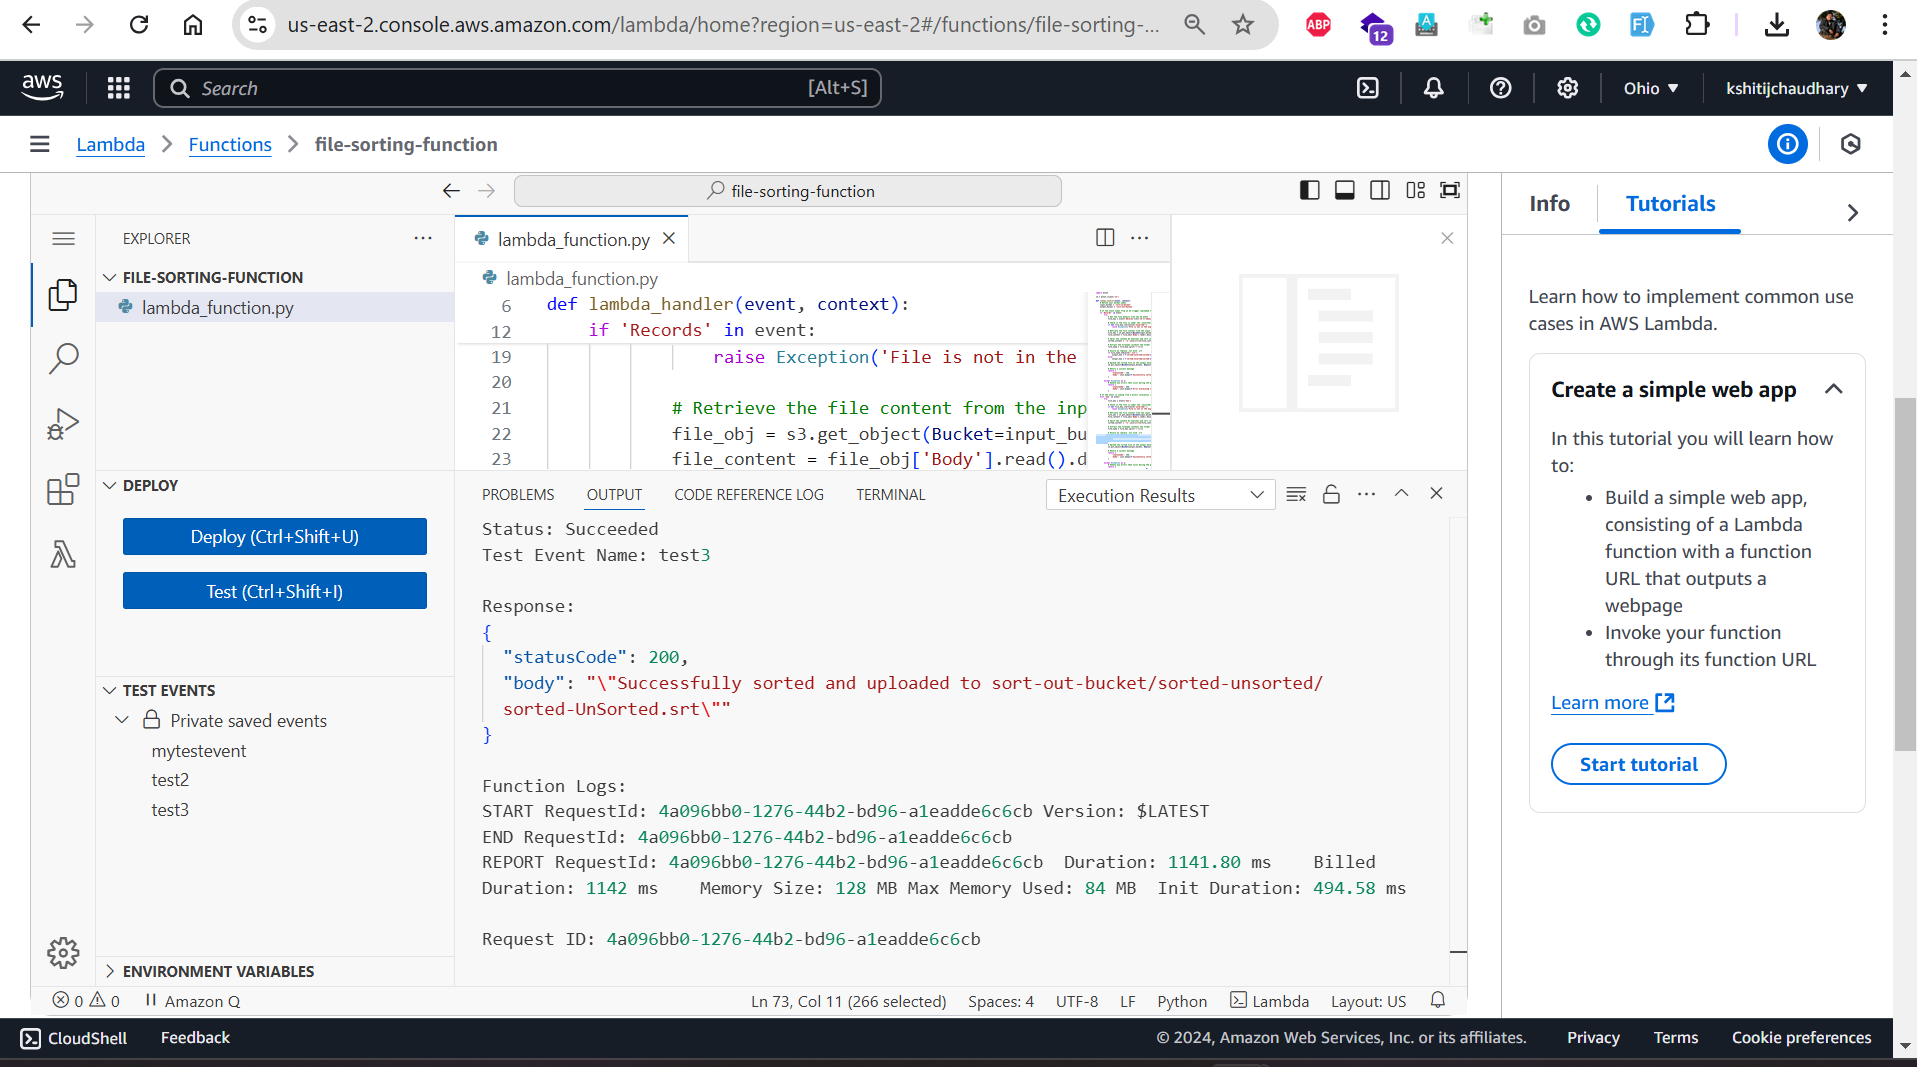 us-east-2.console.aws.amazon.com/lambda/home?region=us-east-2#/functions/file-sorting-...
ABP
12
A
F
aws
Search
[Alt+S]
Ohio
kshitijchaudhary
Lambda
Functions
file-sorting-function
file-sorting-function
Info
Tutorials
EXPLORER
FILE-SORTING-FUNCTION
lambda_function.py
lambda_function.py
lambda_function.py
6 def lambda_handler(event, context):
12 if 'Records' in event:
19 raise Exception('File is not in the
20
21 # Retrieve the file content from the inp
22 file_obj = s3.get_object(Bucket=input_bu
23 file_content = file_obj['Body'].read().d
DEPLOY
Deploy (Ctrl+Shift+U)
Test (Ctrl+Shift+I)
TEST EVENTS
Private saved events
mytestevent
test2
test3
ENVIRONMENT VARIABLES
PROBLEMS
OUTPUT
CODE REFERENCE LOG
TERMINAL
Execution Results
Status: Succeeded
Test Event Name: test3
Response:
{
"statusCode": 200,
"body": "\"Successfully sorted and uploaded to sort-out-bucket/sorted-unsorted/
sorted-UnSorted.srt\""
}
Function Logs:
START RequestId: 4a096bb0-1276-44b2-bd96-a1eadde6c6cb Version: $LATEST
END RequestId: 4a096bb0-1276-44b2-bd96-a1eadde6c6cb
REPORT RequestId: 4a096bb0-1276-44b2-bd96-a1eadde6c6cb Duration: 1141.80 ms Billed
Duration: 1142 ms Memory Size: 128 MB Max Memory Used: 84 MB Init Duration: 494.58 ms
Request ID: 4a096bb0-1276-44b2-bd96-a1eadde6c6cb
Learn how to implement common use
cases in AWS Lambda.
Create a simple web app
In this tutorial you will learn how
to:
• Build a simple web app,
consisting of a Lambda
function with a function
URL that outputs a
webpage
• Invoke your function
through its function URL
Learn more
Start tutorial
0 0 Amazon Q
Ln 73, Col 11 (266 selected) Spaces: 4 UTF-8 LF Python Lambda Layout: US
CloudShell
Feedback
© 2024, Amazon Web Services, Inc. or its affiliates.
Privacy
Terms
Cookie preferences